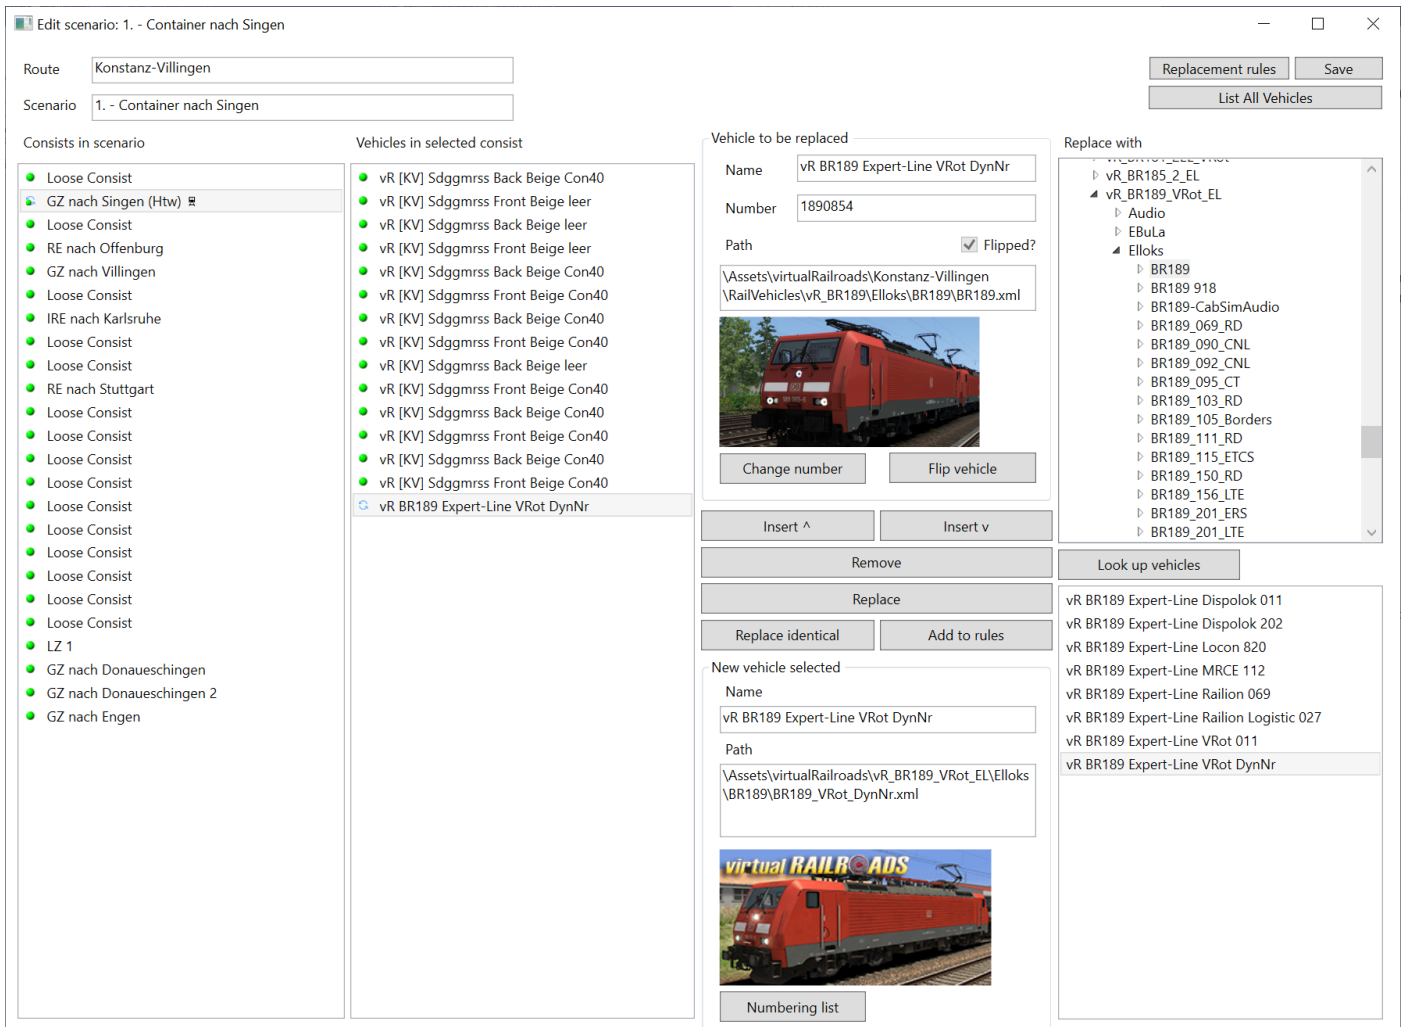 Edit scenario: 1. - Container nach Singen
Route
Konstanz-Villingen
Scenario
1. - Container nach Singen
Replacement rules
Save
List All Vehicles
Consists in scenario
Loose Consist
GZ nach Singen (Htw)
Loose Consist
RE nach Offenburg
GZ nach Villingen
Loose Consist
IRE nach Karlsruhe
Loose Consist
Loose Consist
RE nach Stuttgart
Loose Consist
Loose Consist
Loose Consist
Loose Consist
Loose Consist
Loose Consist
Loose Consist
Loose Consist
Loose Consist
Loose Consist
LZ 1
GZ nach Donaueschingen
GZ nach Donaueschingen 2
GZ nach Engen
Vehicles in selected consist
vR [KV] Sdggmrss Back Beige Con40
vR [KV] Sdggmrss Front Beige leer
vR [KV] Sdggmrss Back Beige leer
vR [KV] Sdggmrss Front Beige leer
vR [KV] Sdggmrss Back Beige Con40
vR [KV] Sdggmrss Front Beige Con40
vR [KV] Sdggmrss Back Beige Con40
vR [KV] Sdggmrss Front Beige Con40
vR [KV] Sdggmrss Back Beige leer
vR [KV] Sdggmrss Front Beige Con40
vR [KV] Sdggmrss Back Beige Con40
vR [KV] Sdggmrss Front Beige Con40
vR [KV] Sdggmrss Back Beige Con40
vR [KV] Sdggmrss Front Beige Con40
vR BR189 Expert-Line VRot DynNr
Vehicle to be replaced
Name
vR BR189 Expert-Line VRot DynNr
Number
1890854
Path
Flipped?
\Assets\virtualRailroads\Konstanz-Villingen
\RailVehicles\vR_BR189\Elloks\BR189\BR189.xml
Change number
Flip vehicle
Insert ^
Insert v
Remove
Replace
Replace identical
Add to rules
New vehicle selected
Name
vR BR189 Expert-Line VRot DynNr
Path
\Assets\virtualRailroads\vR_BR189_VRot_EL\Elloks
\BR189\BR189_VRot_DynNr.xml
virtual RAILROADS
Numbering list
Replace with
vR_BR185_2_EL
vR_BR189_VRot_EL
Audio
EBuLa
Elloks
BR189
BR189 918
BR189-CabSimAudio
BR189_069_RD
BR189_090_CNL
BR189_092_CNL
BR189_095_CT
BR189_103_RD
BR189_105_Borders
BR189_111_RD
BR189_115_ETCS
BR189_150_RD
BR189_156_LTE
BR189_201_ERS
BR189_201_LTE
Look up vehicles
vR BR189 Expert-Line Dispolok 011
vR BR189 Expert-Line Dispolok 202
vR BR189 Expert-Line Locon 820
vR BR189 Expert-Line MRCE 112
vR BR189 Expert-Line Railion 069
vR BR189 Expert-Line Railion Logistic 027
vR BR189 Expert-Line VRot 011
vR BR189 Expert-Line VRot DynNr